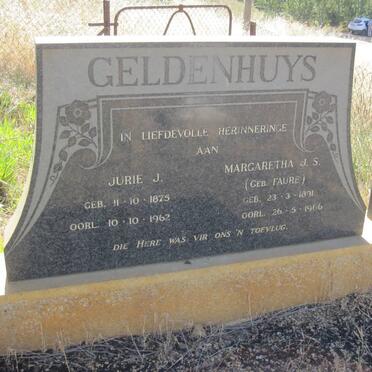 GELDENHUYS
IN LIEFDEVOLLE HERINNERINGE
AAN
JURIE J.
GEB. 11-10-1875
OORL. 10-10-1962
MARGARETHA J. S.
(GEB. FAURE)
GEB. 23-3-1891
OORL. 26-5-1966
DIE HERE WAS VIR ONS 'N TOEVLUG.